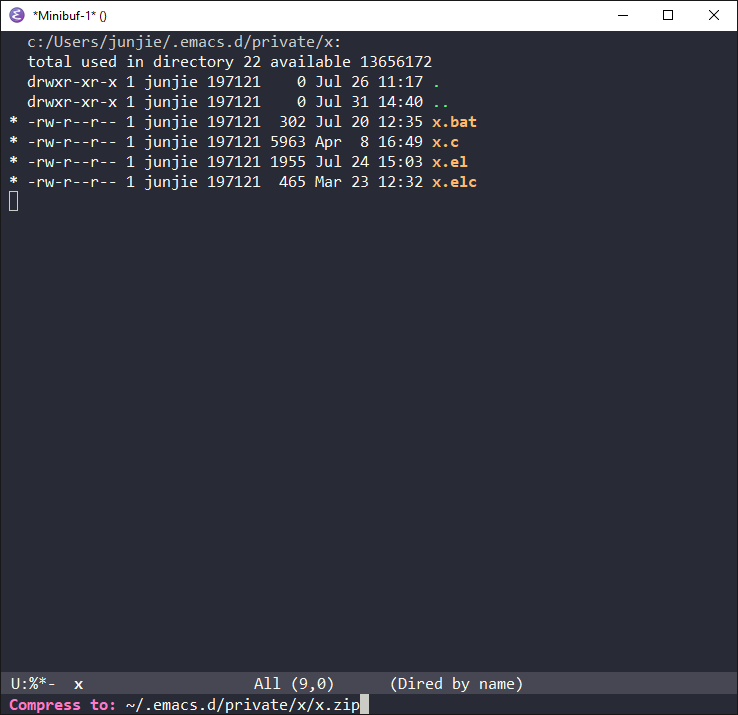 *Minibuf-1* ()
c:/Users/junjie/.emacs.d/private/x:
total used in directory 22 available 13656172
drwxr-xr-x 1 junjie 197121    0 Jul 26 11:17 .
drwxr-xr-x 1 junjie 197121    0 Jul 31 14:40 ..
* -rw-r--r-- 1 junjie 197121  302 Jul 20 12:35 x.bat
* -rw-r--r-- 1 junjie 197121 5963 Apr  8 16:49 x.c
* -rw-r--r-- 1 junjie 197121 1955 Jul 24 15:03 x.el
* -rw-r--r-- 1 junjie 197121  465 Mar 23 12:32 x.elc
U:%*-  x                   All (9,0)      (Dired by name)
Compress to: ~/.emacs.d/private/x/x.zip